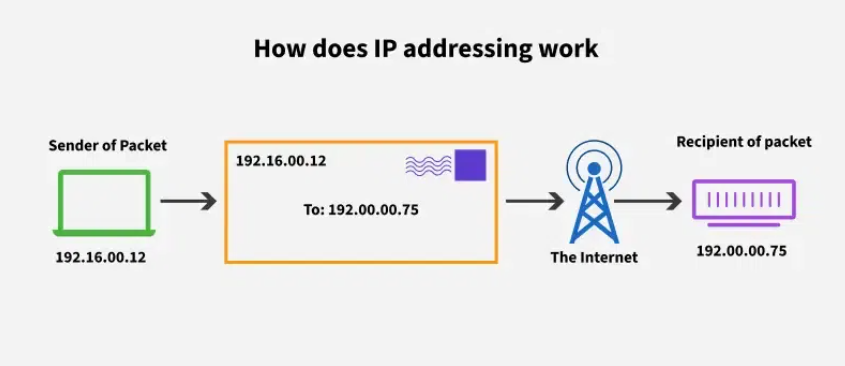 How does IP addressing work
Sender of Packet
192.16.00.12
192.16.00.12
To: 192.00.00.75
The Internet
Recipient of packet
192.00.00.75